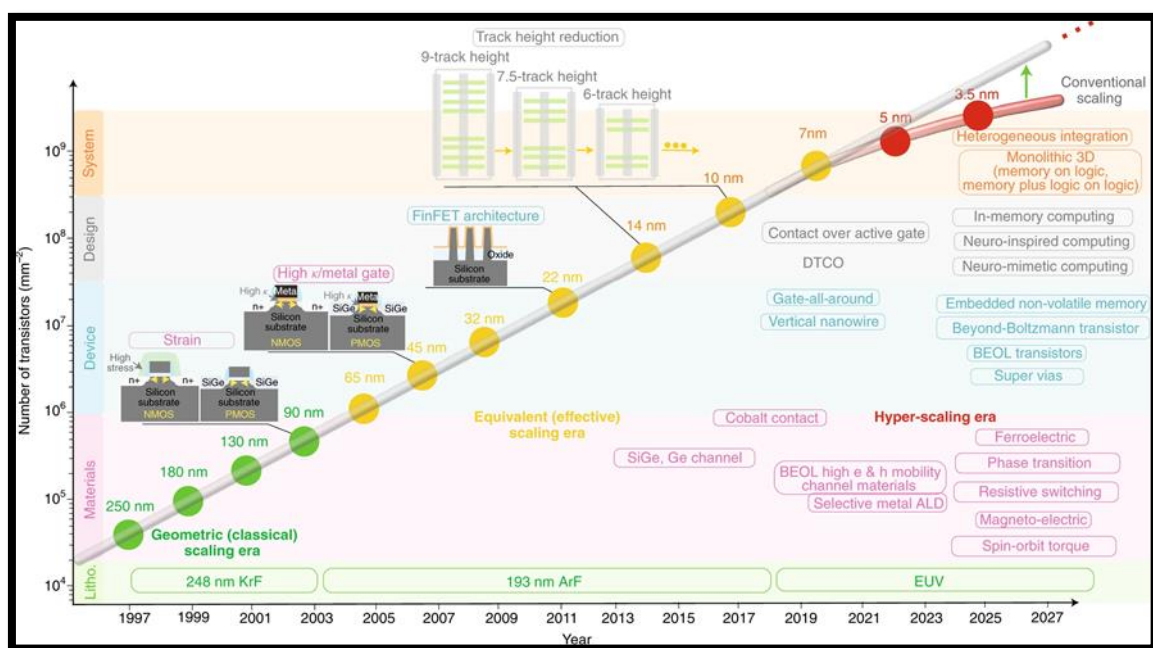 Track height reduction
9-track height
7.5-track height
6-track height
Conventional
scaling
3.5 nm
5 nm
7nm
10 nm
14 nm
22 nm
32 nm
45 nm
65 nm
90 nm
130 nm
180 nm
250 nm
Heterogeneous integration
Monolithic 3D
(memory on logic,
memory plus logic on logic)
FinFET architecture
Oxide
Silicon
substrate
Contact over active gate
DTCO
In-memory computing
Neuro-inspired computing
Neuro-mimetic computing
High κ/metal gate
High κ
Meta
n+
n+
Silicon
substrate
NMOS
High κ
Meta
SiGe
SiGe
Silicon
substrate
PMOS
Gate-all-around
Vertical nanowire
Embedded non-volatile memory
Beyond-Boltzmann transistor
BEOL transistors
Super vias
Strain
High
stress
n+
n+
Silicon
substrate
NMOS
SiGe
SiGe
Silicon
substrate
PMOS
Equivalent (effective)
scaling era
Cobalt contact
Hyper-scaling era
SiGe, Ge channel
BEOL high e & h mobility
channel materials
Selective metal ALD
Ferroelectric
Phase transition
Resistive switching
Magneto-electric
Spin-orbit torque
Geometric (classical)
scaling era
248 nm KrF
193 nm ArF
EUV
System
Design
Device
Materials
Litho.
Number of transistors (mm⁻²)
10⁹
10⁸
10⁷
10⁶
10⁵
10⁴
1997 1999 2001 2003 2005 2007 2009 2011 2013 2015 2017 2019 2021 2023 2025 2027
Year